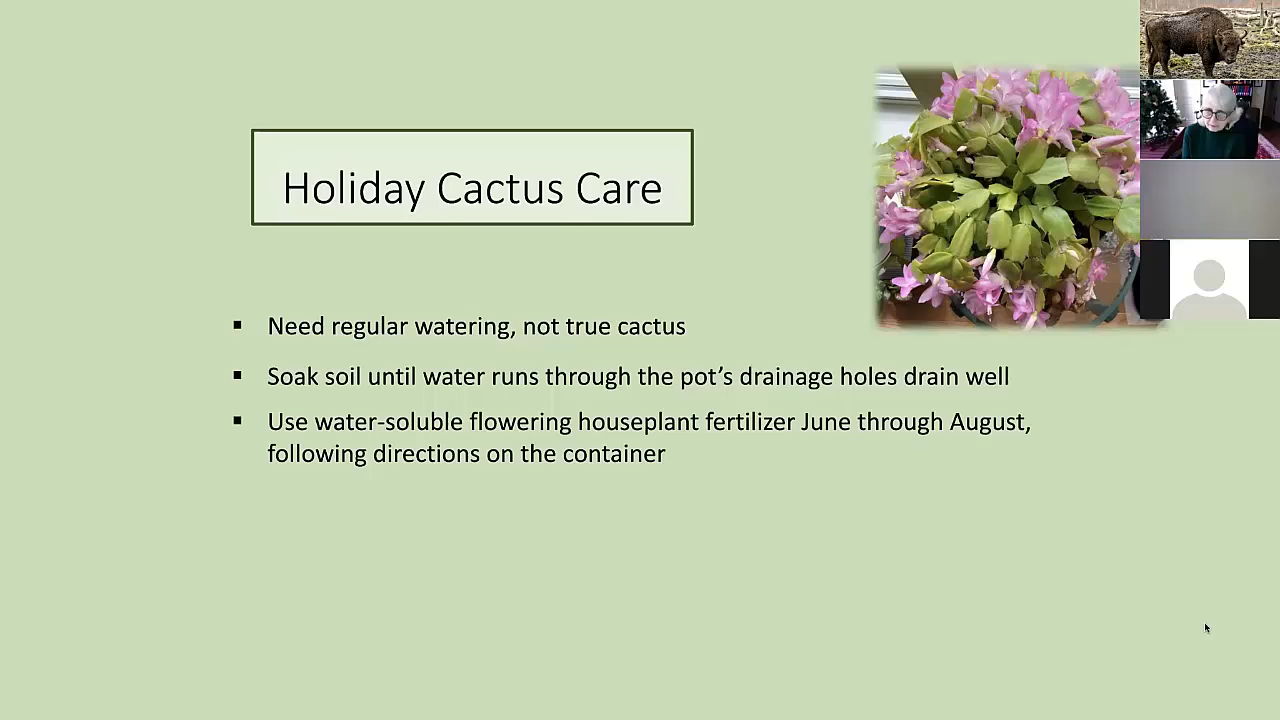 Holiday Cactus Care
▪ Need regular watering, not true cactus
▪ Soak soil until water runs through the pot’s drainage holes drain well
▪ Use water-soluble flowering houseplant fertilizer June through August,
following directions on the container